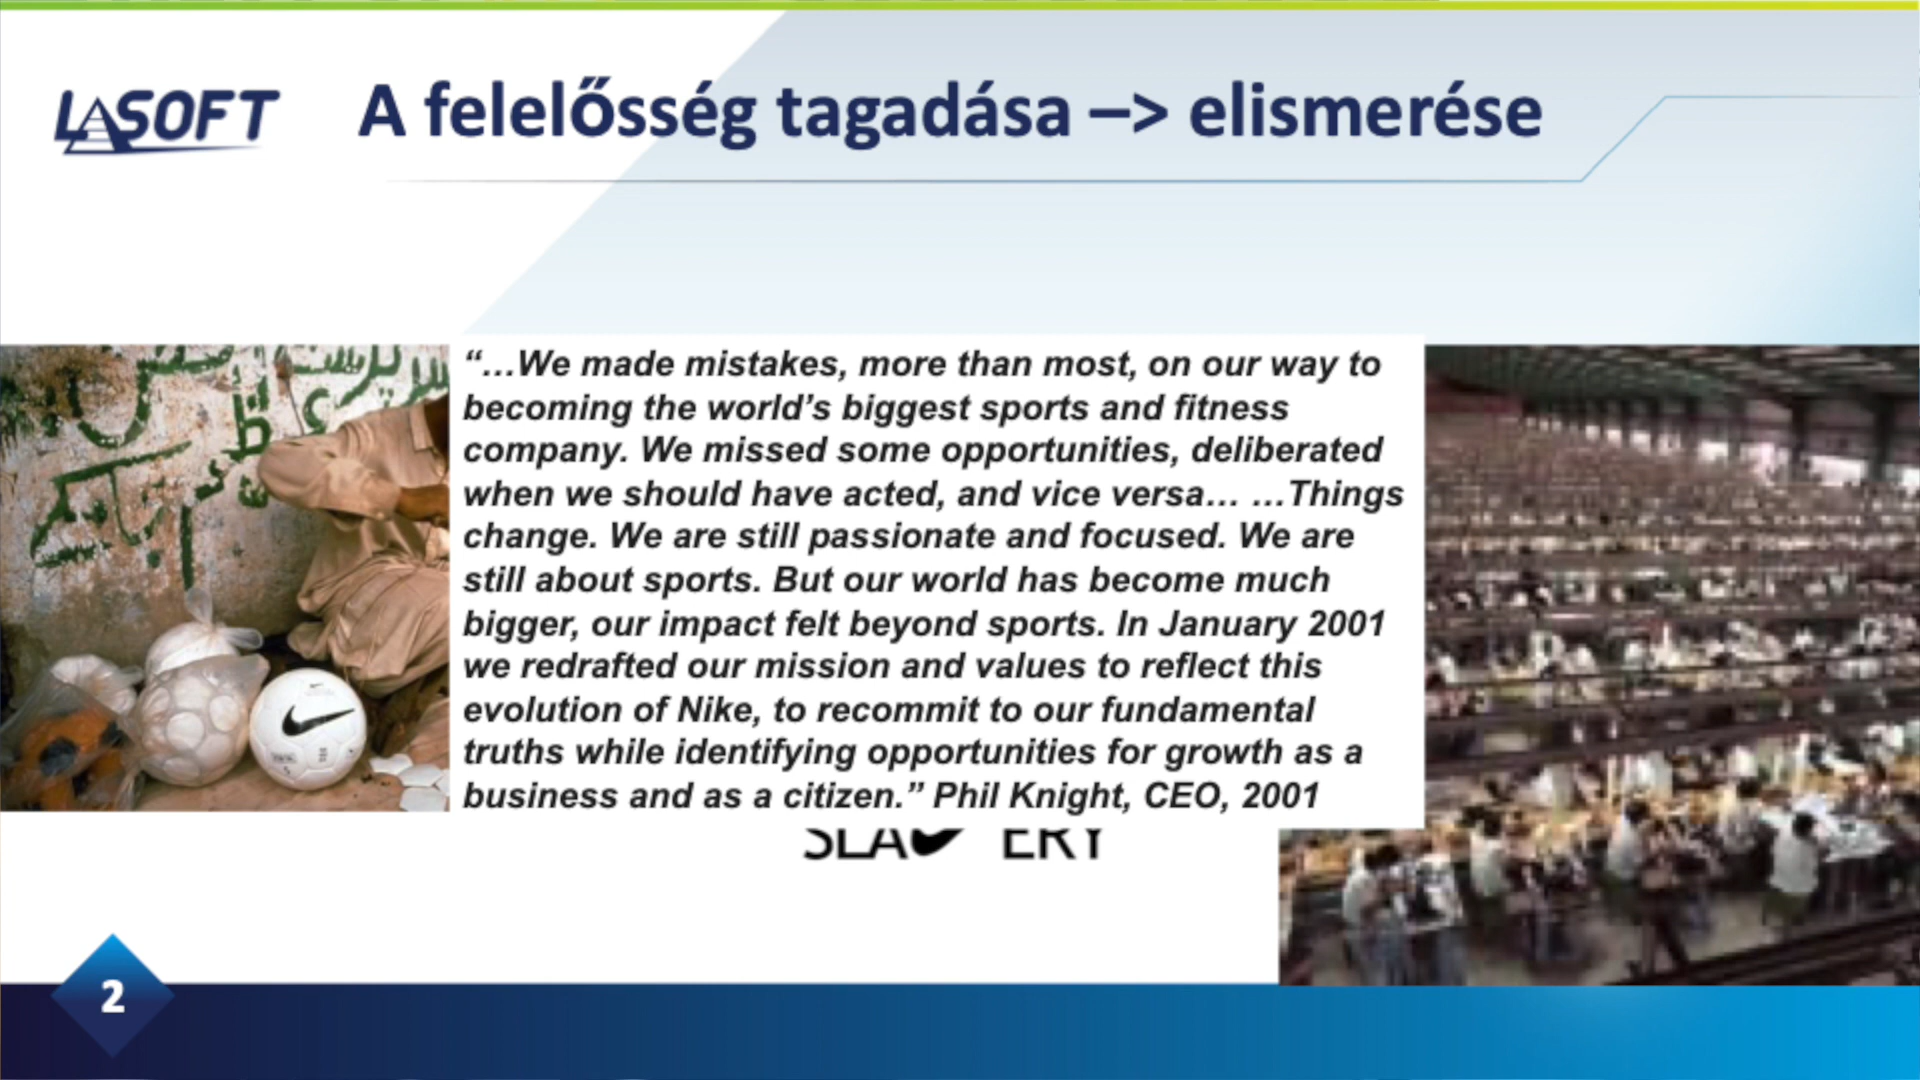 LASOFT
A felelősség tagadása –> elismerése
“…We made mistakes, more than most, on our way to
becoming the world’s biggest sports and fitness
company. We missed some opportunities, deliberated
when we should have acted, and vice versa… …Things
change. We are still passionate and focused. We are
still about sports. But our world has become much
bigger, our impact felt beyond sports. In January 2001
we redrafted our mission and values to reflect this
evolution of Nike, to recommit to our fundamental
truths while identifying opportunities for growth as a
business and as a citizen.” Phil Knight, CEO, 2001
SLA ERY
2